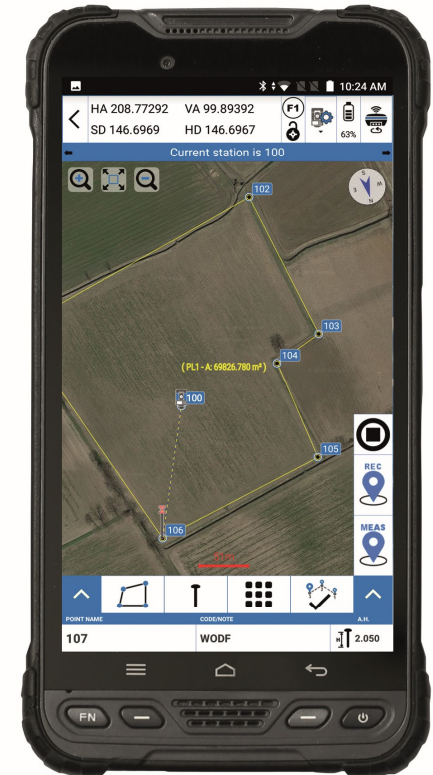 10:24 AM
HA 208.77292 VA 99.89392
SD 146.6969 HD 146.6967
F1
63%
Current station is 100
102
103
104
(PL1 - A: 69826.780 m²)
100
105
106
REC
MEAS
POINT NAME CODE/NOTE A.H.
107 WODF H 2.050
FN